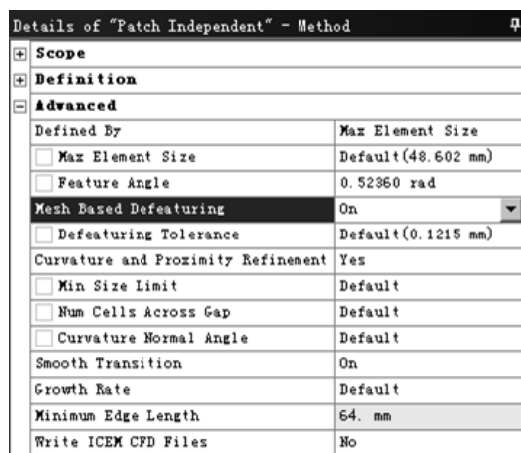 Details of "Patch Independent" - Method
Scope
Definition
Advanced
Defined By Max Element Size
Max Element Size Default(48.602 mm)
Feature Angle 0.52360 rad
Mesh Based Defeaturing On
Defeaturing Tolerance Default(0.1215 mm)
Curvature and Proximity Refinement Yes
Min Size Limit Default
Num Cells Across Gap Default
Curvature Normal Angle Default
Smooth Transition On
Growth Rate Default
Minimum Edge Length 64. mm
Write ICEM CFD Files No